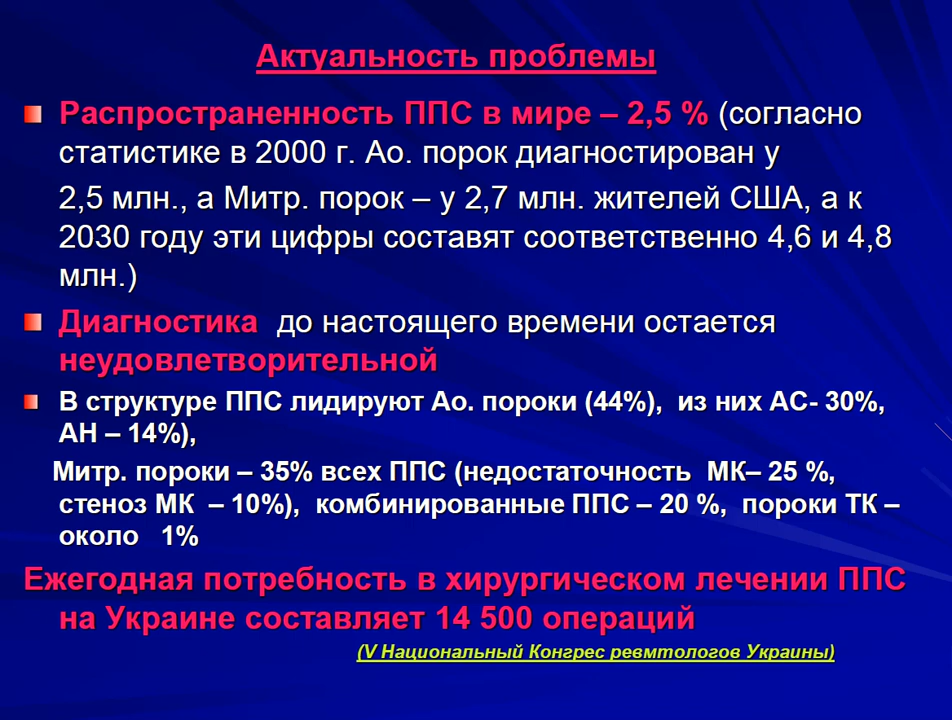 Актуальность проблемы
Распространенность ППС в мире – 2,5 % (согласно
статистике в 2000 г. Ао. порок диагностирован у
2,5 млн., а Митр. порок – у 2,7 млн. жителей США, а к
2030 году эти цифры составят соответственно 4,6 и 4,8
млн.)
Диагностика до настоящего времени остается
неудовлетворительной
В структуре ППС лидируют Ао. пороки (44%), из них АС- 30%,
АН – 14%),
Митр. пороки – 35% всех ППС (недостаточность МК– 25 %,
стеноз МК – 10%), комбинированные ППС – 20 %, пороки ТК –
около 1%
Ежегодная потребность в хирургическом лечении ППС
на Украине составляет 14 500 операций
(V Национальный Конгрес ревмтологов Украины)